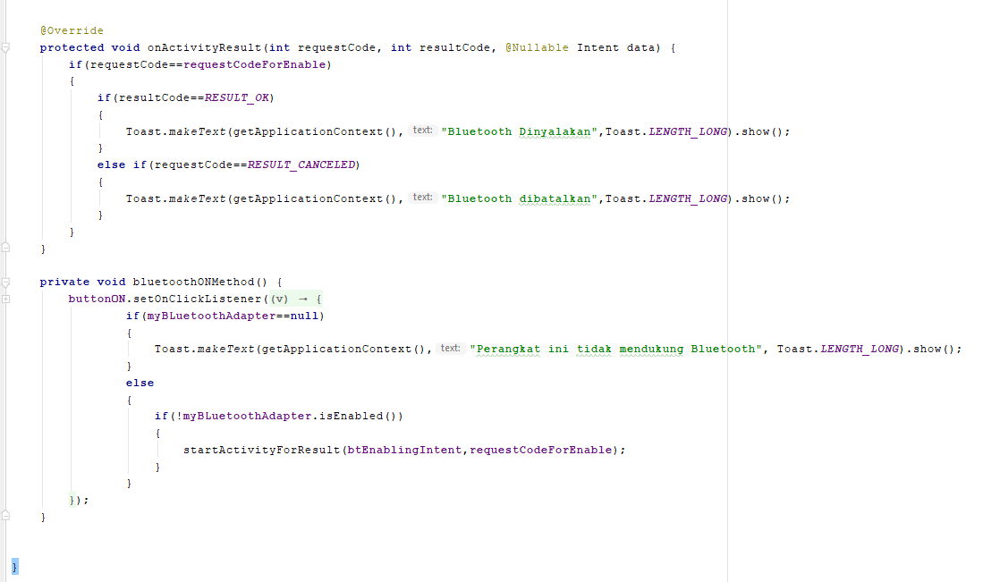 @Override
protected void onActivityResult(int requestCode, int resultCode, @Nullable Intent data) {
if(requestCode==requestCodeForEnable)
{
if(resultCode==RESULT_OK)
{
Toast.makeText(getApplicationContext(), text: "Bluetooth Dinyalakan",Toast.LENGTH_LONG).show();
}
else if(requestCode==RESULT_CANCELED)
{
Toast.makeText(getApplicationContext(), text: "Bluetooth dibatalkan",Toast.LENGTH_LONG).show();
}
}
}
private void bluetoothONMethod() {
buttonON.setOnClickListener((v) → {
if(myBLuetoothAdapter==null)
{
Toast.makeText(getApplicationContext(), text: "Perangkat ini tidak mendukung Bluetooth", Toast.LENGTH_LONG).show();
}
else
{
if(!myBLuetoothAdapter.isEnabled())
{
startActivityForResult(btEnablingIntent,requestCodeForEnable);
}
}
});
}
}